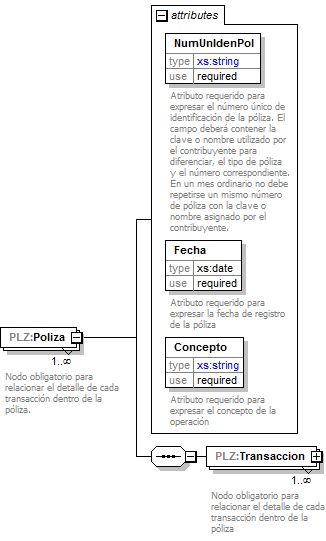 attributes
NumUnIdenPol
type xs:string
use required
Atributo requerido para
expresar el número único de
identificación de la póliza. El
campo deberá contener la
clave o nombre utilizado por
el contribuyente para
diferenciar, el tipo de póliza
y el número correspondiente.
En un mes ordinario no debe
repetirse un mismo número
de póliza con la clave o
nombre asignado por el
contribuyente.
Fecha
type xs:date
use required
Atributo requerido para
expresar la fecha de registro
de la póliza
PLZ:Poliza
1..∞
Nodo obligatorio para
relacionar el detalle de cada
transacción dentro de la
póliza.
Concepto
type xs:string
use required
Atributo requerido para
expresar el concepto de la
operación
PLZ:Transaccion
1..∞
Nodo obligatorio para
relacionar el detalle de cada
transacción dentro de la
póliza